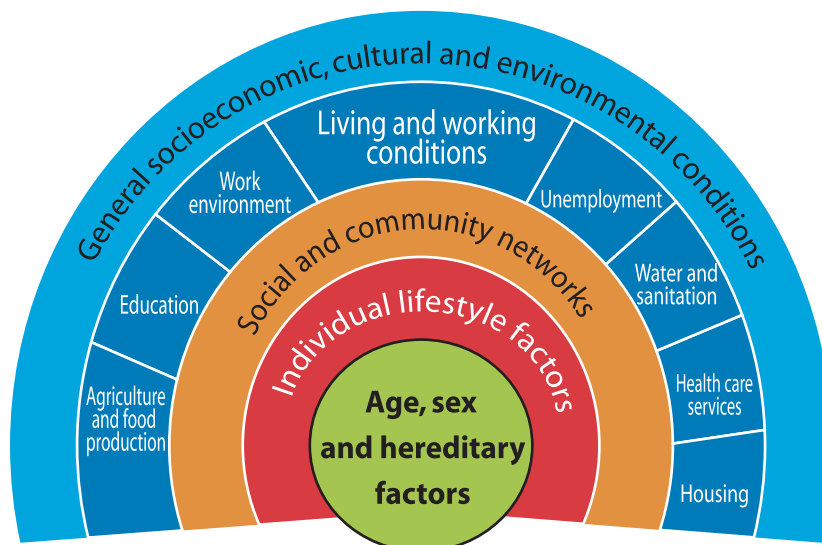 General socioeconomic, cultural and environmental conditions
Living and working
conditions
Work
environment
Unemployment
Education
Water and
sanitation
Agriculture
and food
production
Health care
services
Housing
Social and community networks
Individual lifestyle factors
Age, sex
and hereditary
factors